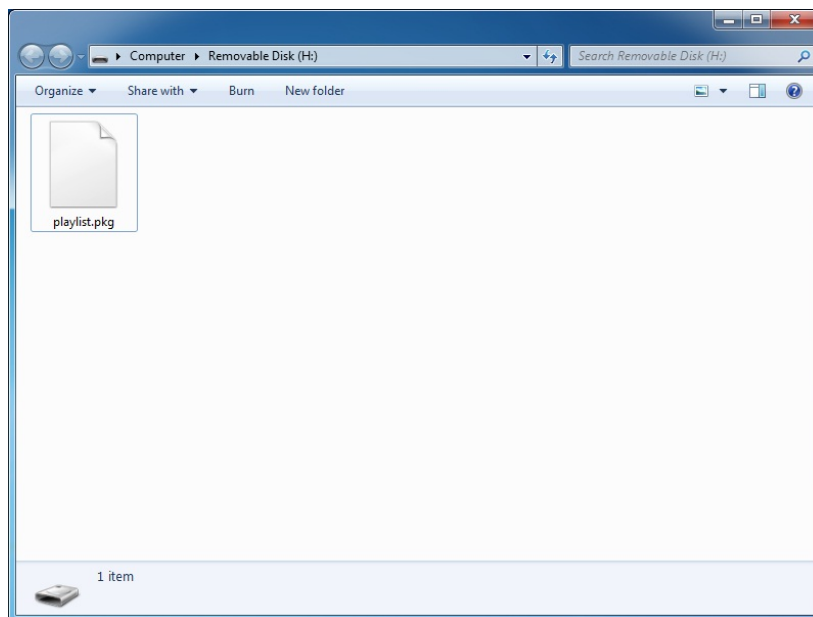 Computer ▸ Removable Disk (H:)
Search Removable Disk (H:)
Organize
Share with
Burn
New folder
playlist.pkg
1 item